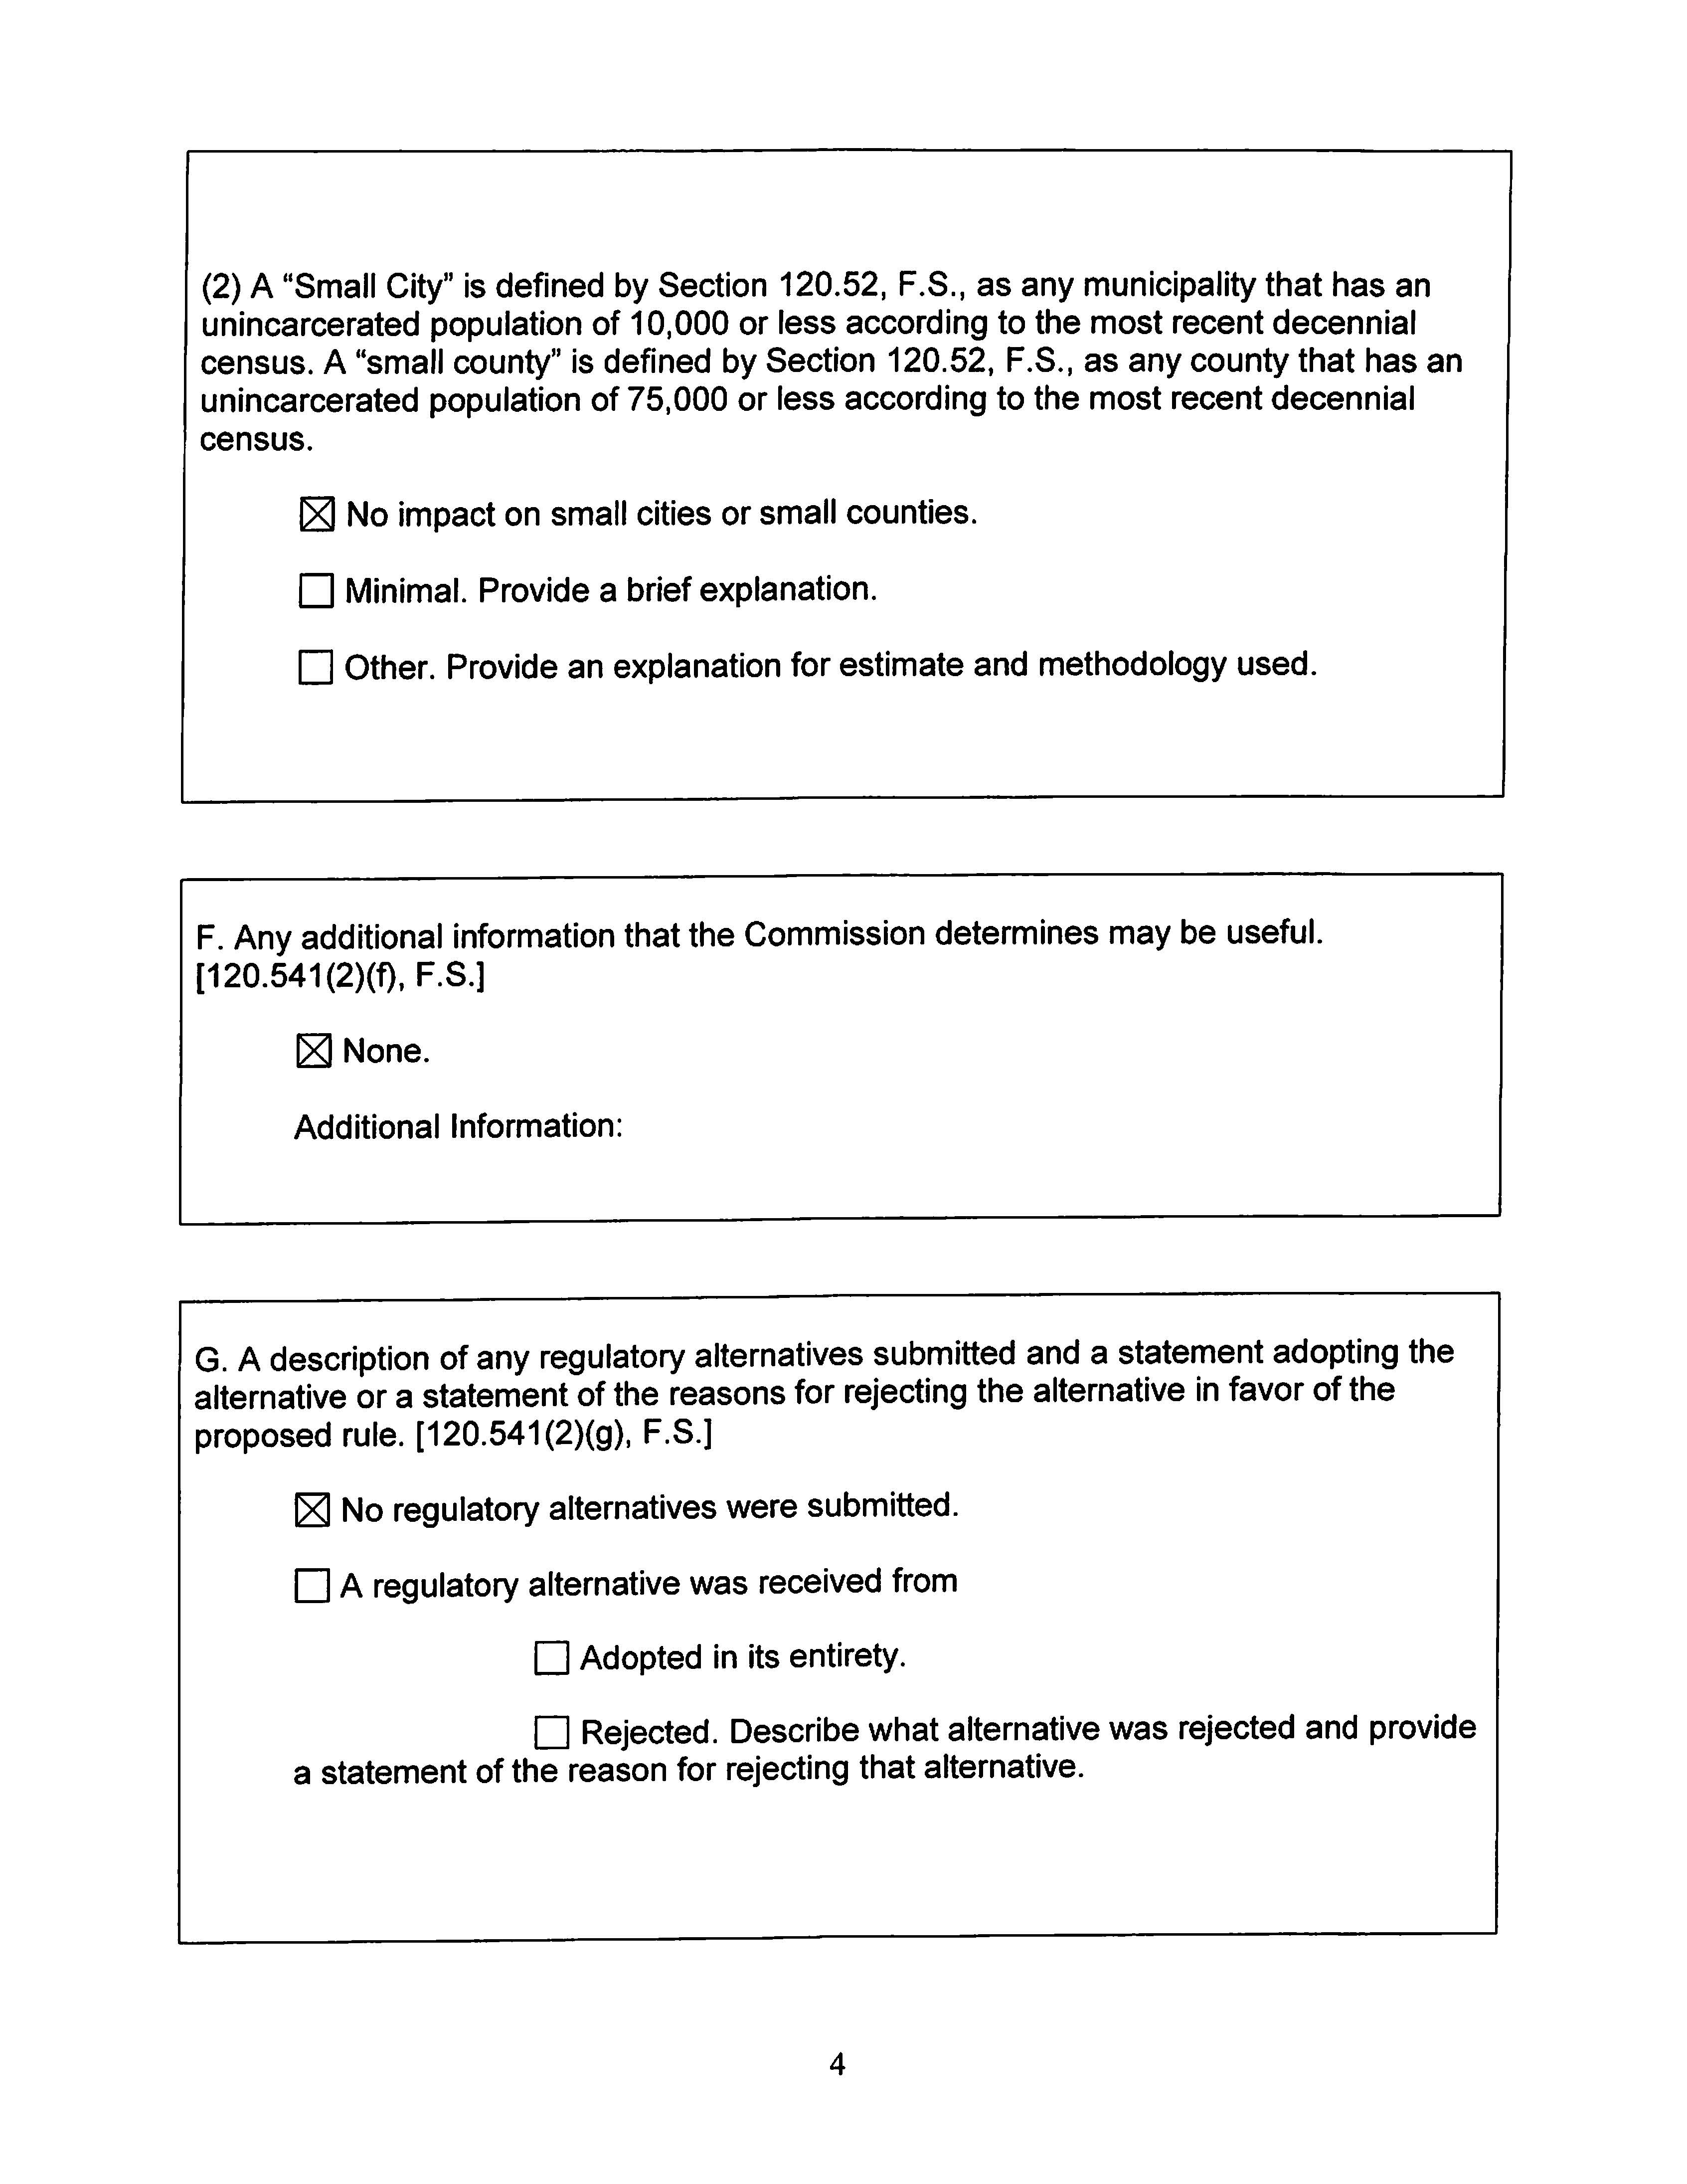 (2) A “Small City” is defined by Section 120.52, F.S., as any municipality that has an
unincarcerated population of 10,000 or less according to the most recent decennial
census. A “small county” is defined by Section 120.52, F.S., as any county that has an
unincarcerated population of 75,000 or less according to the most recent decennial
census.
☒ No impact on small cities or small counties.
☐ Minimal. Provide a brief explanation.
☐ Other. Provide an explanation for estimate and methodology used.
F. Any additional information that the Commission determines may be useful.
[120.541(2)(f), F.S.]
☒ None.
Additional Information:
G. A description of any regulatory alternatives submitted and a statement adopting the
alternative or a statement of the reasons for rejecting the alternative in favor of the
proposed rule. [120.541(2)(g), F.S.]
☒ No regulatory alternatives were submitted.
☐ A regulatory alternative was received from
☐ Adopted in its entirety.
☐ Rejected. Describe what alternative was rejected and provide
a statement of the reason for rejecting that alternative.
4